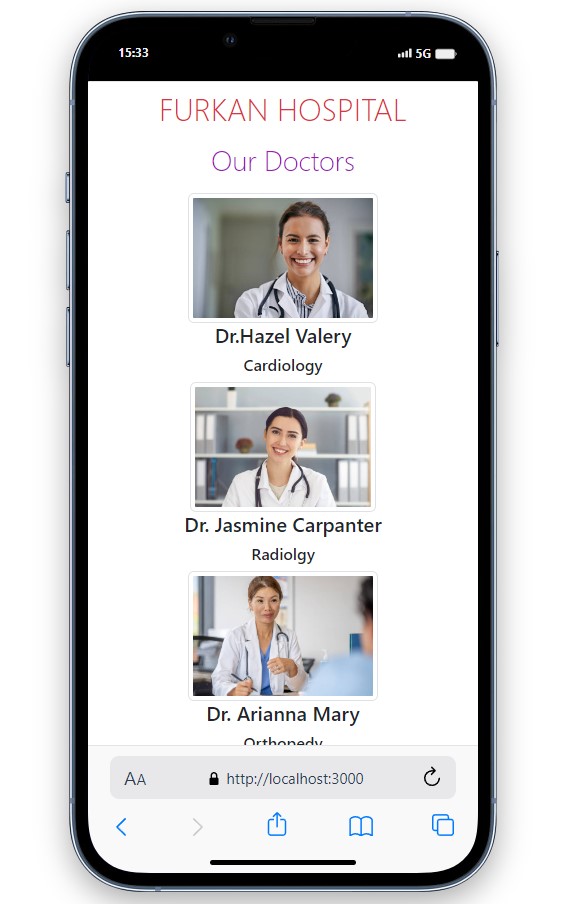 15:33
5G
FURKAN HOSPITAL
Our Doctors
Dr.Hazel Valery
Cardiology
Dr. Jasmine Carpanter
Radiolgy
Dr. Arianna Mary
Orthopedy
AA
http://localhost:3000